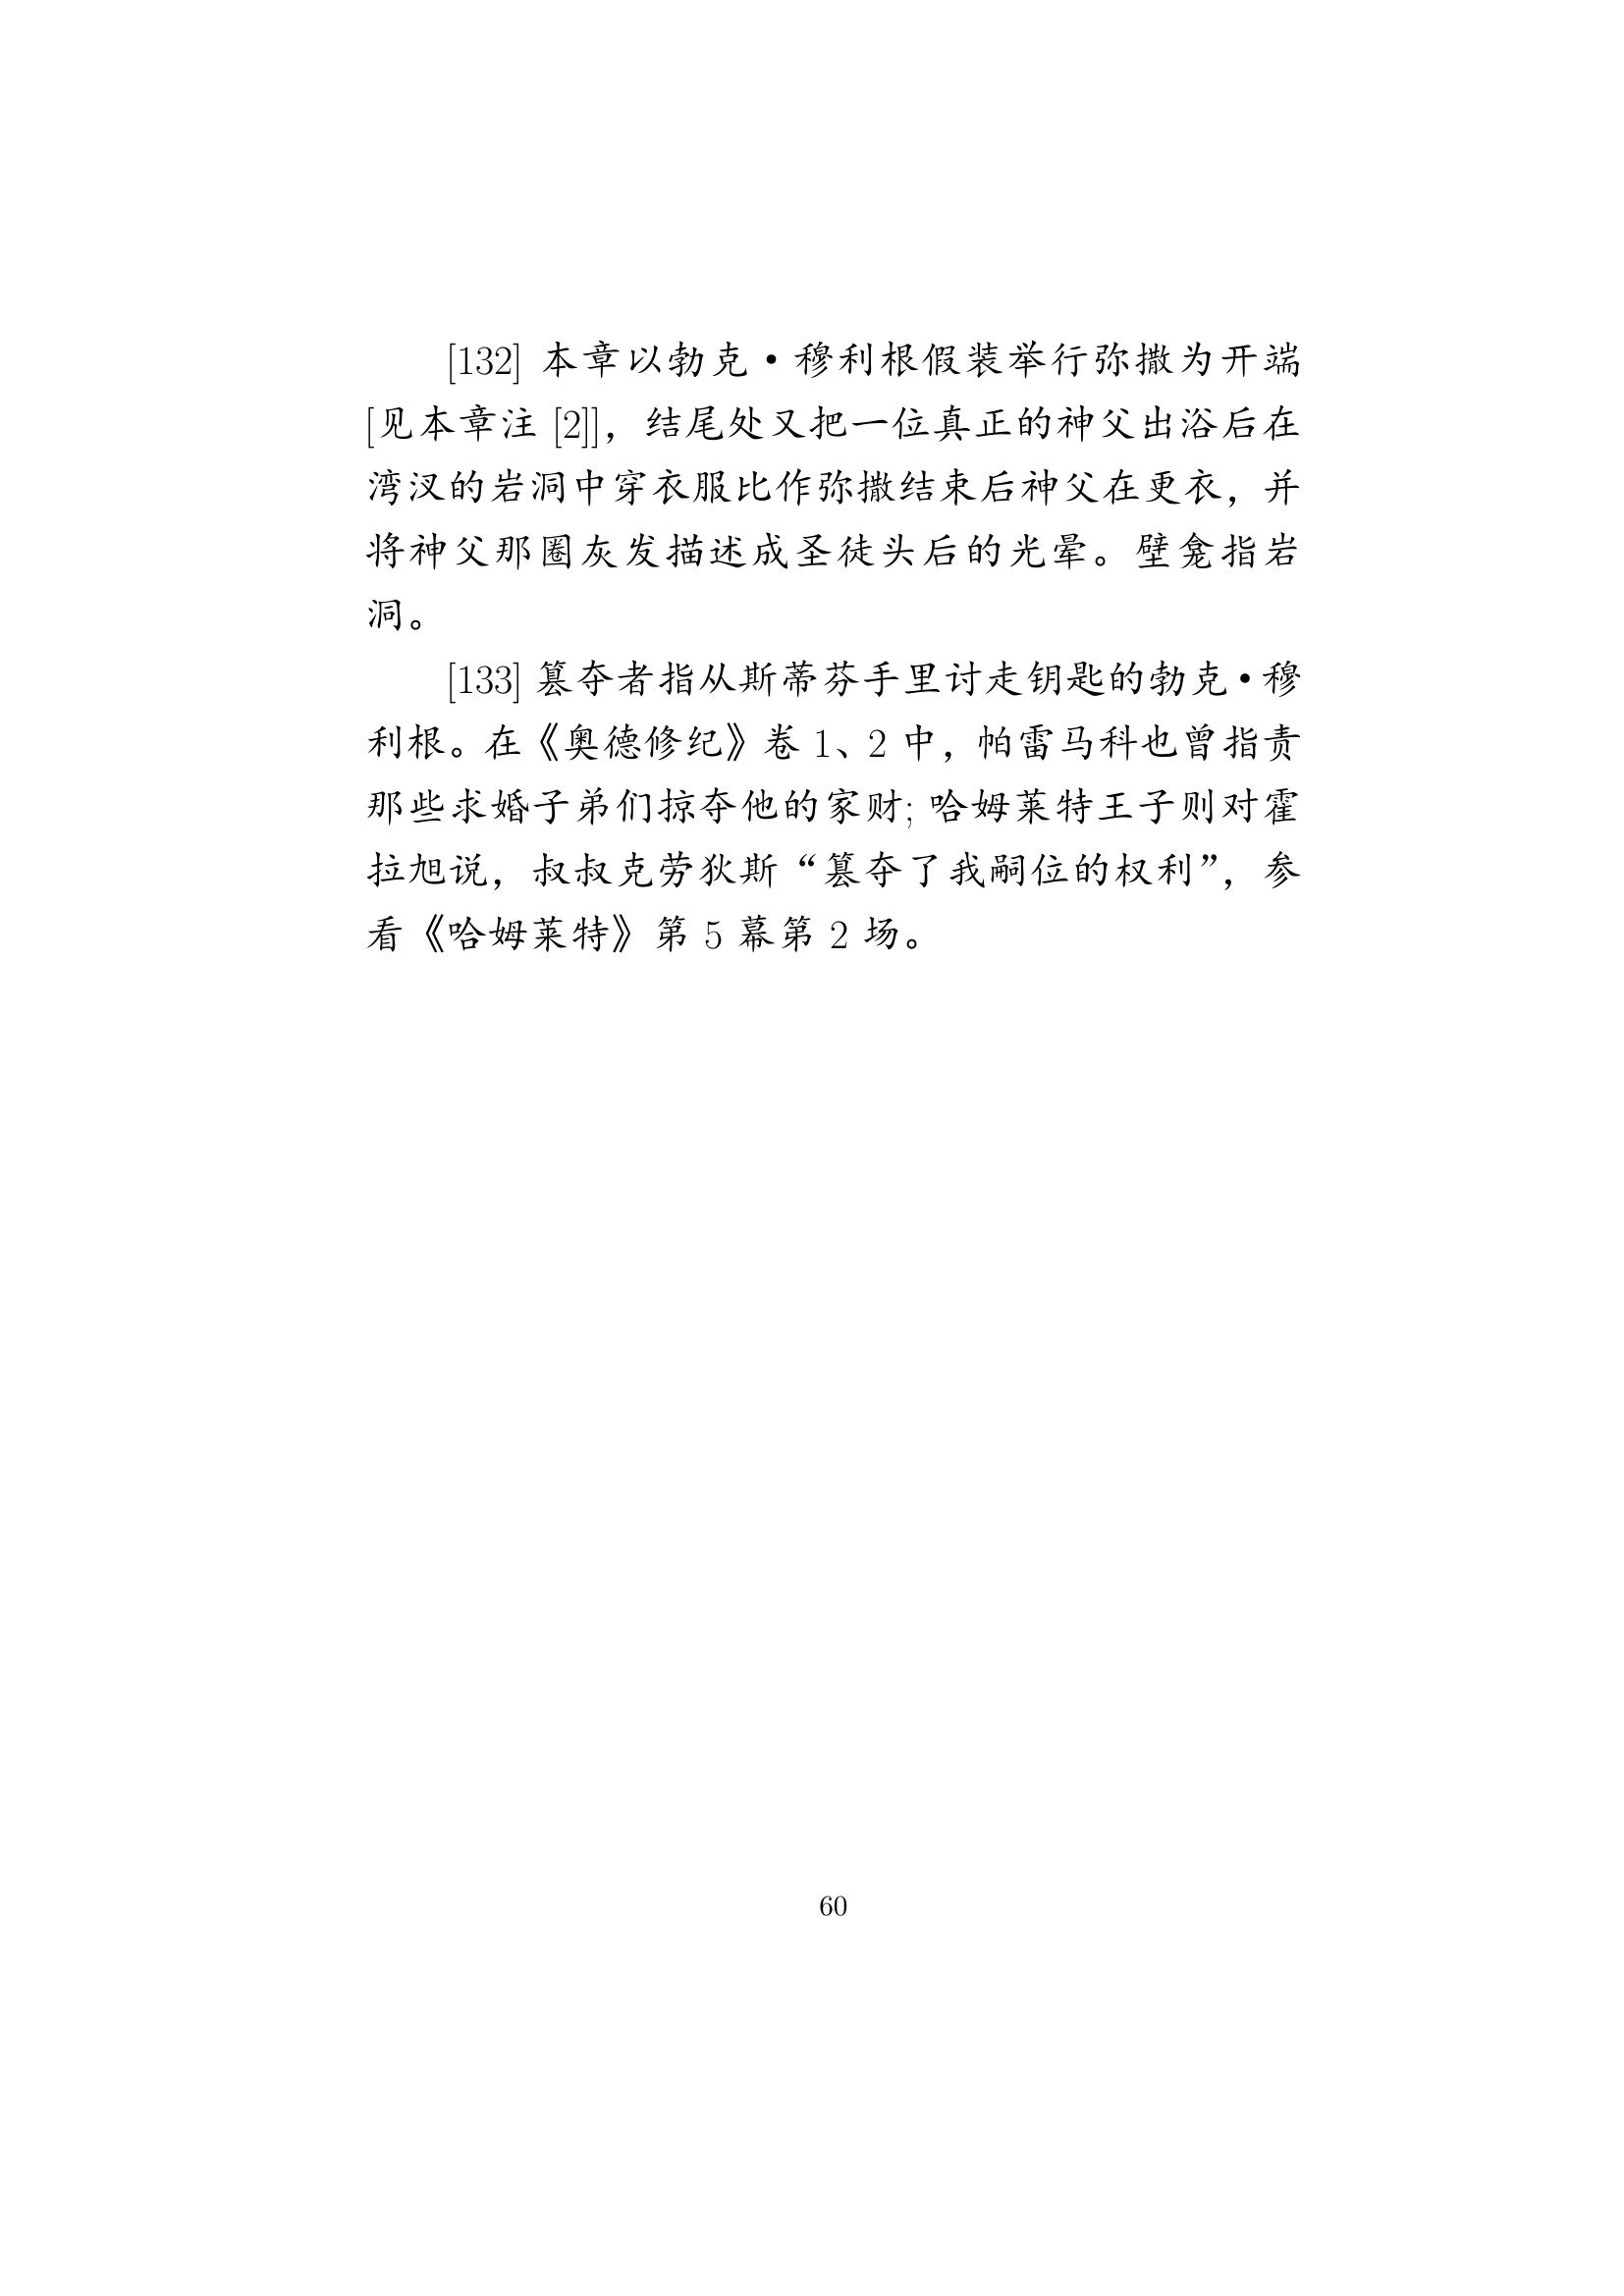 [132] 本章以勃克·穆利根假装举行弥撒为开端
[见本章注 [2]]，结尾处又把一位真正的神父出浴后在
湾汊的岩洞中穿衣服比作弥撒结束后神父在更衣，并
将神父那圈灰发描述成圣徒头后的光晕。壁龛指岩
洞。
[133] 篡夺者指从斯蒂芬手里讨走钥匙的勃克·穆
利根。在《奥德修纪》卷 1、2 中，帕雷马科也曾指责
那些求婚子弟们掠夺他的家财; 哈姆莱特王子则对霍
拉旭说，叔叔克劳狄斯“篡夺了我嗣位的权利”，参
看《哈姆莱特》第 5 幕第 2 场。
60